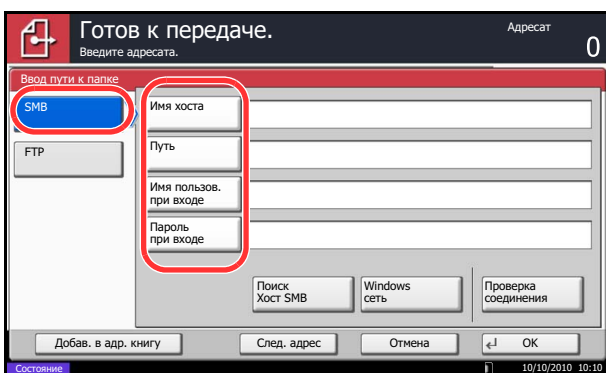 Готов к передаче.
Адресат
Введите адресата.
0
Ввод пути к папке
SMB
Имя хоста
FTP
Путь
Имя пользов.
при входе
Пароль
при входе
Поиск
Хост SMB
Windows
сеть
Проверка
соединения
Добав. в адр. книгу
След. адрес
Отмена
OK
Состояние
10/10/2010 10:10